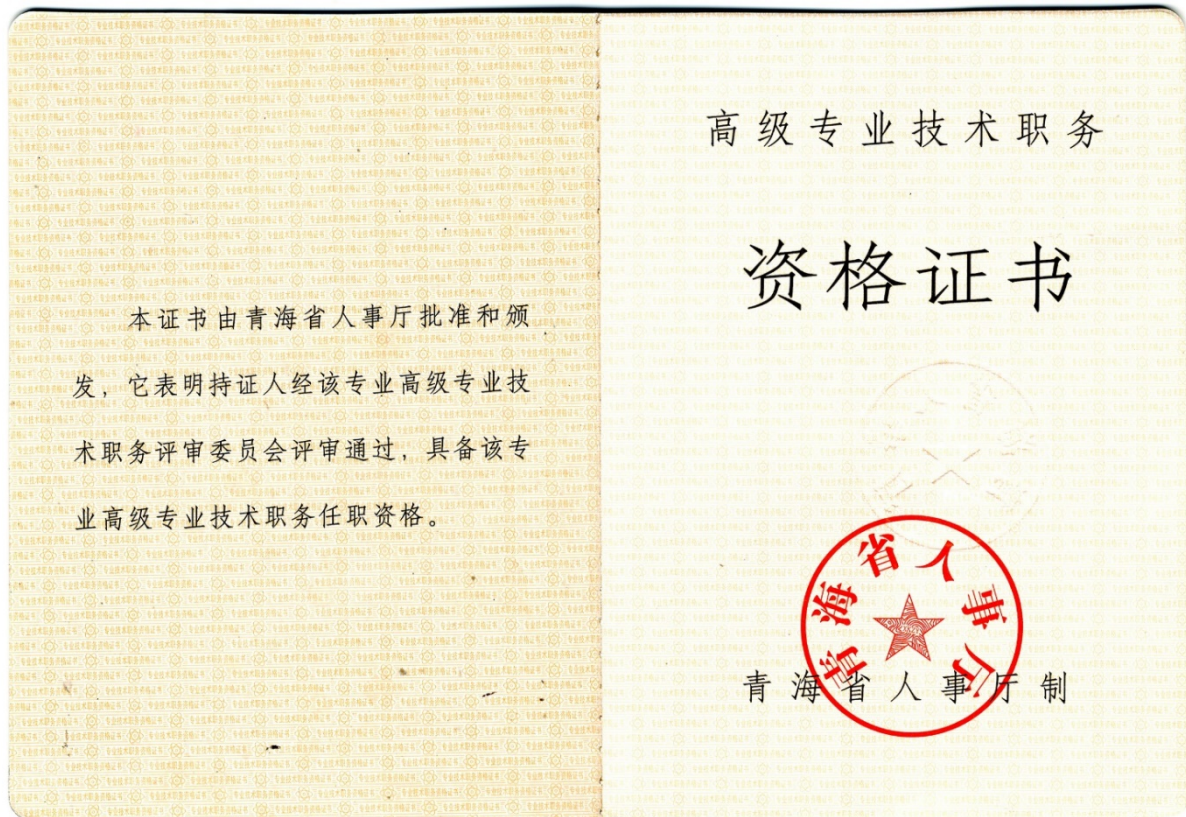 本证书由青海省人事厅批准和颁
发，它表明持证人经该专业高级专业技
术职务评审委员会评审通过，具备该专
业高级专业技术职务任职资格。
高级专业技术职务
资格证书
青海省人事厅
青海省人事厅制